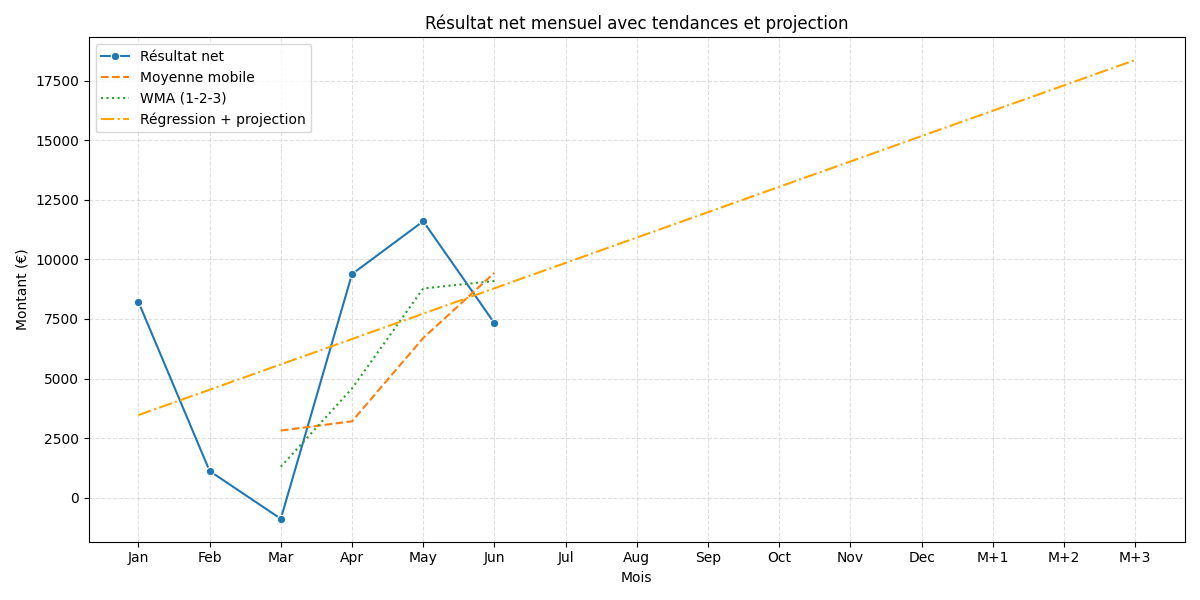 Résultat net mensuel avec tendances et projection
Résultat net
Moyenne mobile
WMA (1-2-3)
Régression + projection
Montant (€)
17500
15000
12500
10000
7500
5000
2500
0
Jan Feb Mar Apr May Jun Jul Aug Sep Oct Nov Dec M+1 M+2 M+3
Mois